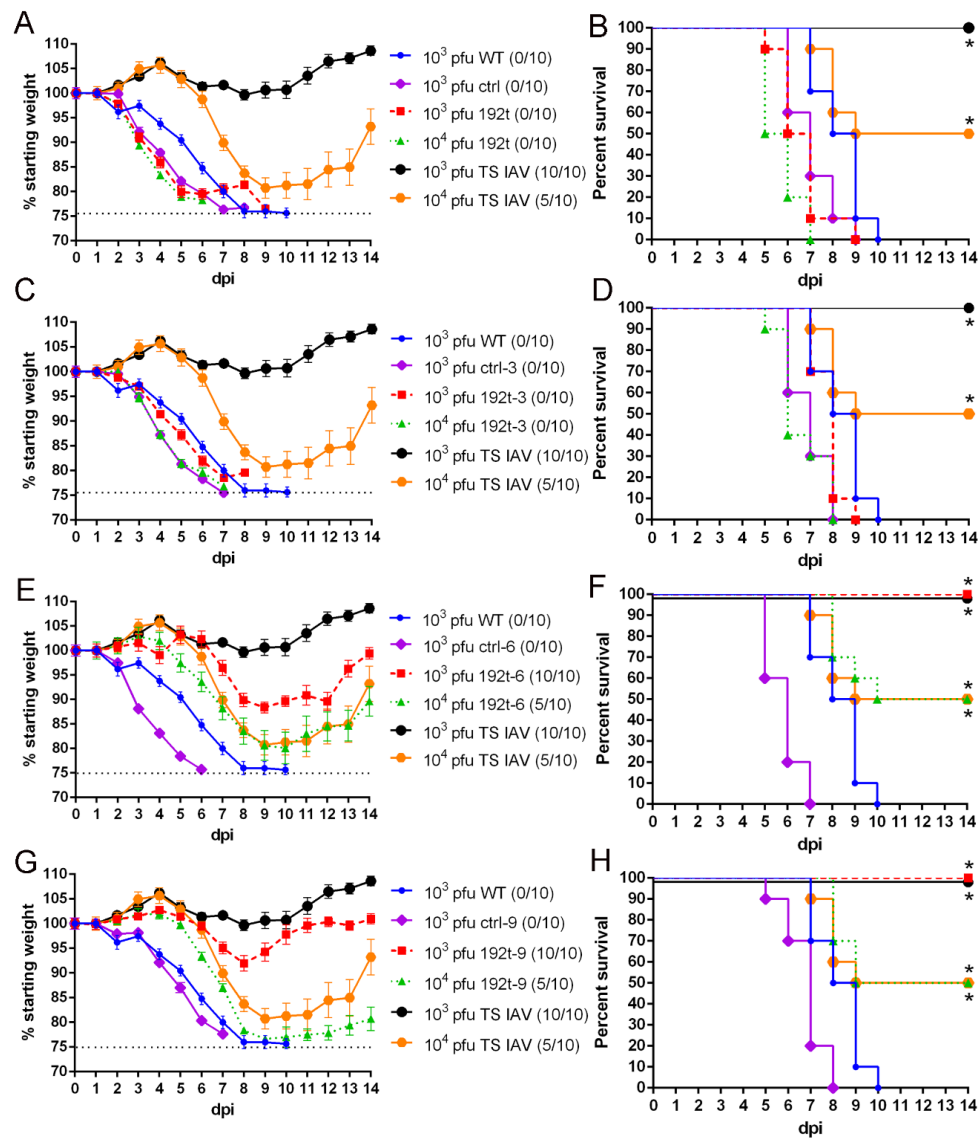 A
% starting weight
110
105
100
95
90
85
80
75
70
0 1 2 3 4 5 6 7 8 9 10 11 12 13 14
dpi
10³ pfu WT (0/10)
10³ pfu ctrl (0/10)
10³ pfu 192t (0/10)
10⁴ pfu 192t (0/10)
10³ pfu TS IAV (10/10)
10⁴ pfu TS IAV (5/10)
B
Percent survival
100
90
80
70
60
50
40
30
20
10
0
0 1 2 3 4 5 6 7 8 9 10 11 12 13 14
dpi
*
*
C
% starting weight
110
105
100
95
90
85
80
75
70
0 1 2 3 4 5 6 7 8 9 10 11 12 13 14
dpi
10³ pfu WT (0/10)
10³ pfu ctrl-3 (0/10)
10³ pfu 192t-3 (0/10)
10⁴ pfu 192t-3 (0/10)
10³ pfu TS IAV (10/10)
10⁴ pfu TS IAV (5/10)
D
Percent survival
100
90
80
70
60
50
40
30
20
10
0
0 1 2 3 4 5 6 7 8 9 10 11 12 13 14
dpi
*
*
E
% starting weight
110
105
100
95
90
85
80
75
70
0 1 2 3 4 5 6 7 8 9 10 11 12 13 14
dpi
10³ pfu WT (0/10)
10³ pfu ctrl-6 (0/10)
10³ pfu 192t-6 (10/10)
10⁴ pfu 192t-6 (5/10)
10³ pfu TS IAV (10/10)
10⁴ pfu TS IAV (5/10)
F
Percent survival
100
90
80
70
60
50
40
30
20
10
0
0 1 2 3 4 5 6 7 8 9 10 11 12 13 14
dpi
*
*
*
*
G
% starting weight
110
105
100
95
90
85
80
75
70
0 1 2 3 4 5 6 7 8 9 10 11 12 13 14
dpi
10³ pfu WT (0/10)
10³ pfu ctrl-9 (0/10)
10³ pfu 192t-9 (10/10)
10⁴ pfu 192t-9 (5/10)
10³ pfu TS IAV (10/10)
10⁴ pfu TS IAV (5/10)
H
Percent survival
100
90
80
70
60
50
40
30
20
10
0
0 1 2 3 4 5 6 7 8 9 10 11 12 13 14
dpi
*
*
*
*